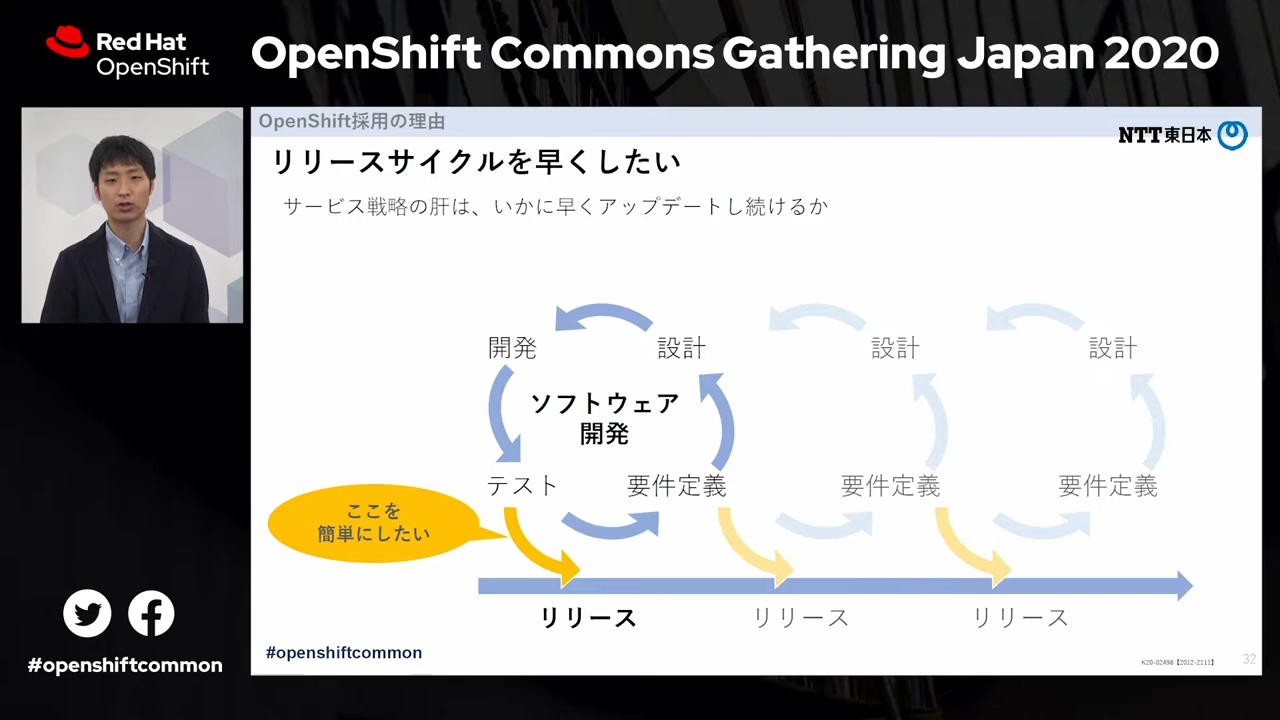 Red Hat
OpenShift
OpenShift Commons Gathering Japan 2020
OpenShift採用の理由
NTT東日本
リリースサイクルを早くしたい
サービス戦略の肝は、いかに早くアップデートし続けるか
開発
設計
設計
設計
ソフトウェア
開発
テスト
要件定義
要件定義
要件定義
ここを
簡単にしたい
リリース
リリース
リリース
#openshiftcommon
K20-02498【2012-2111】
32
#openshiftcommon